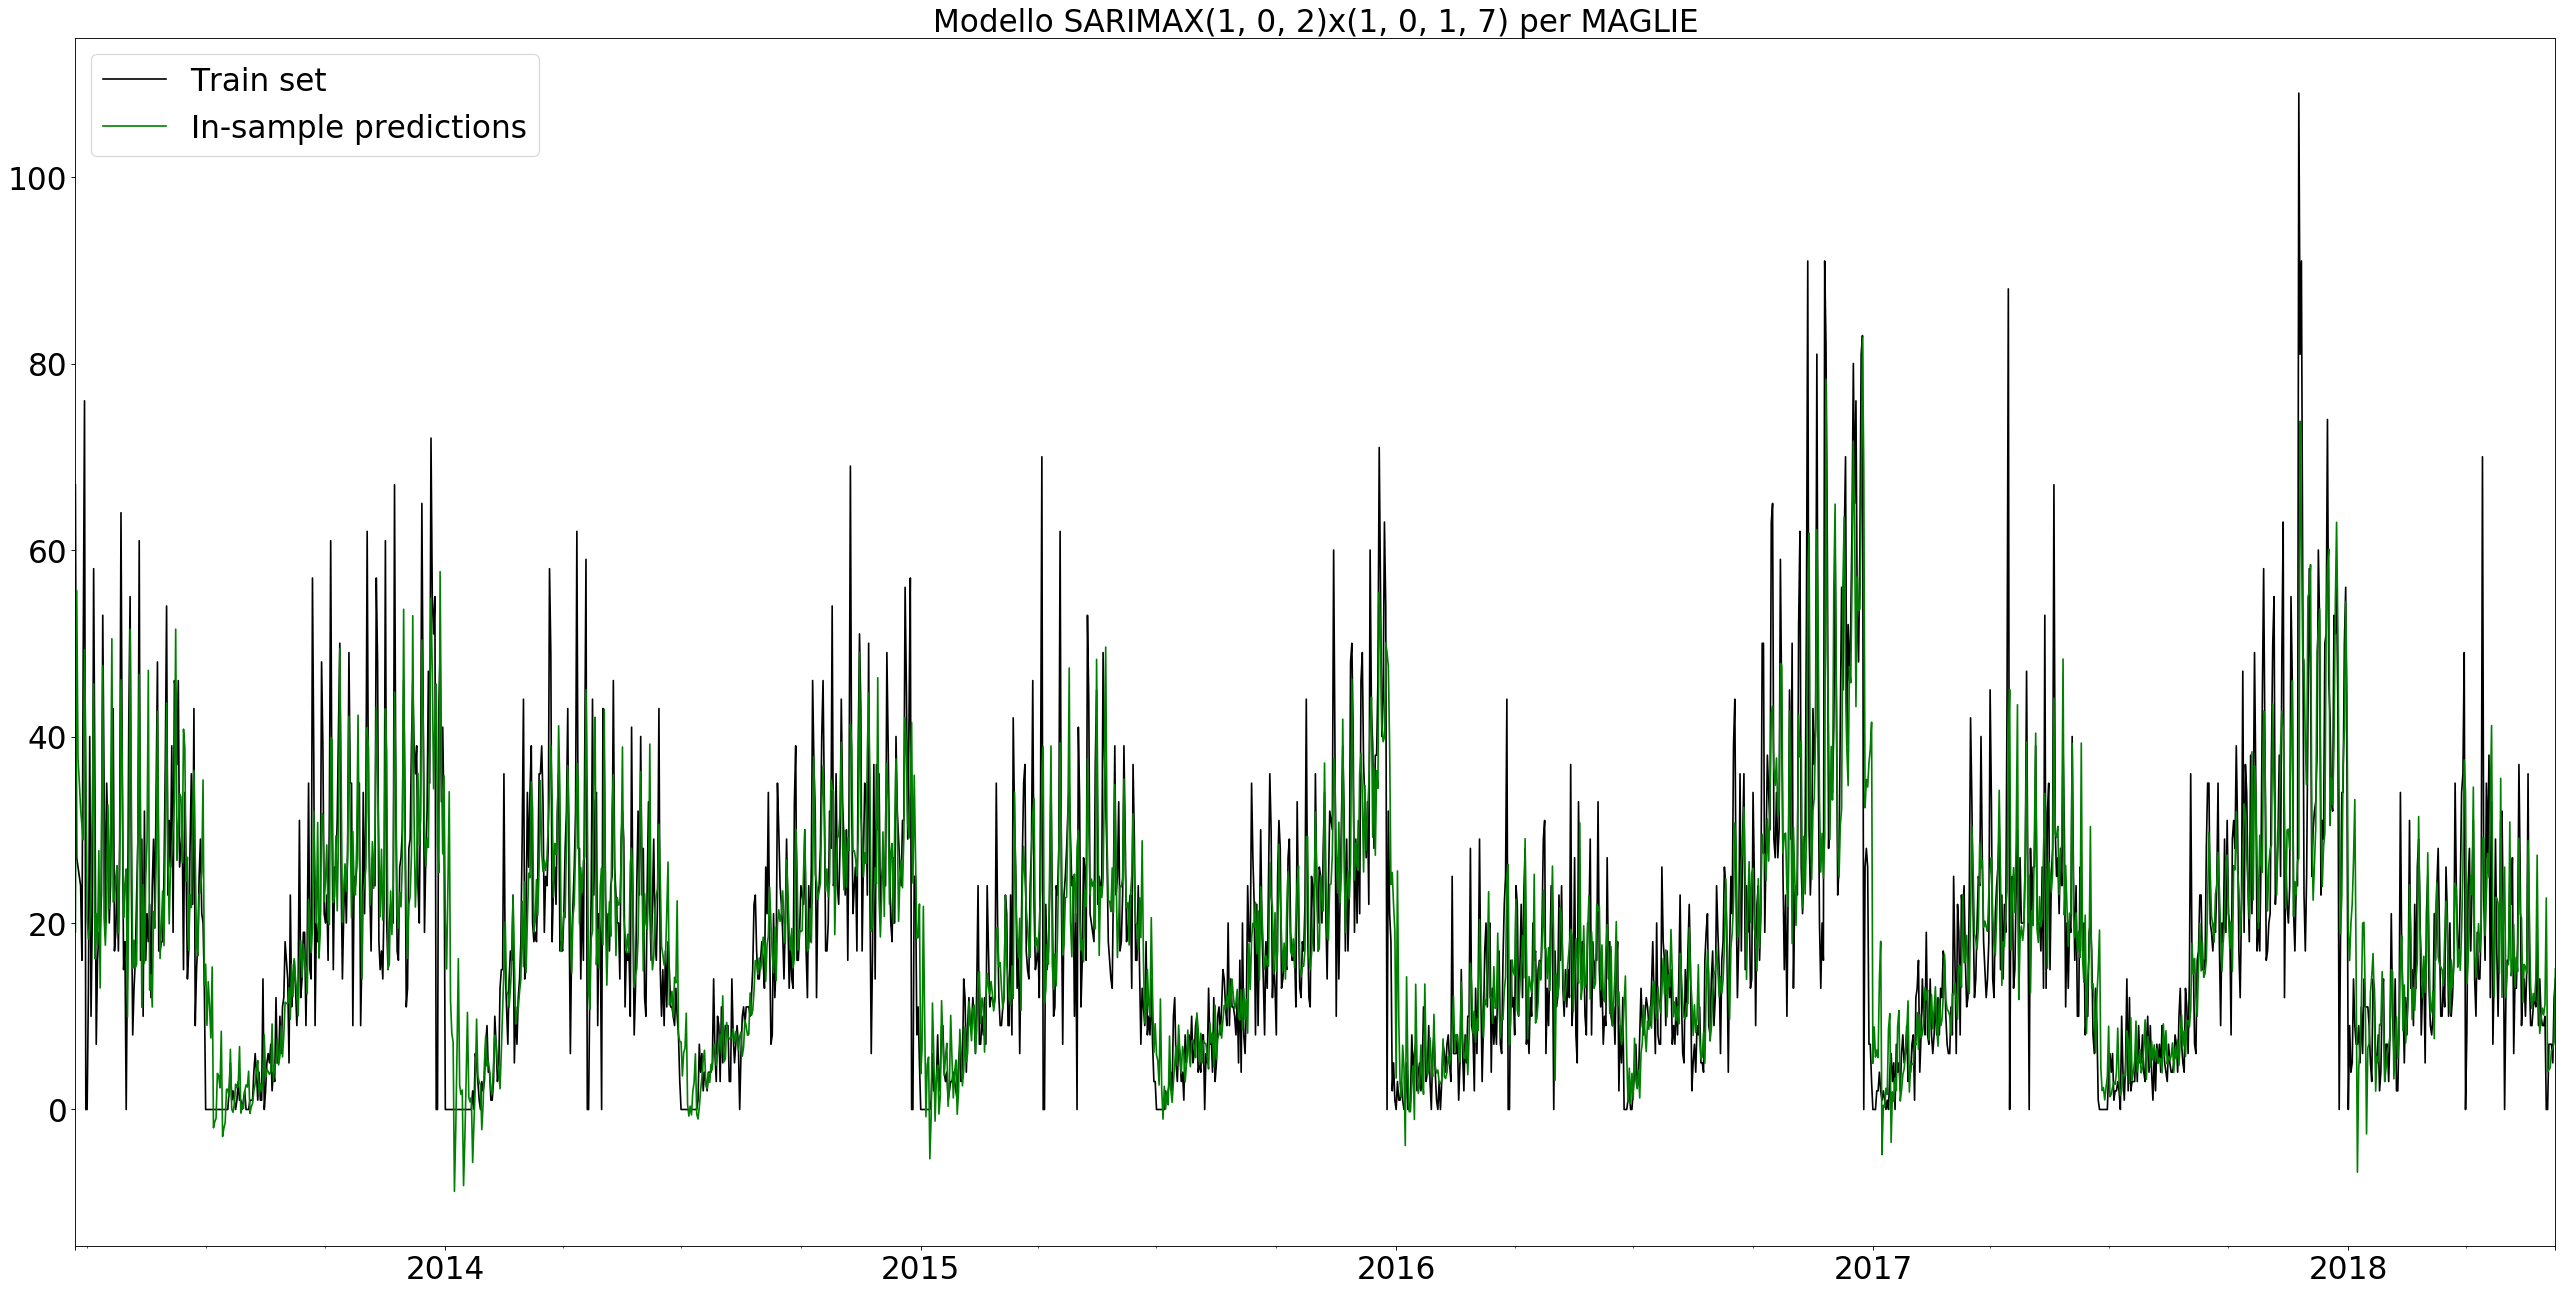 Modello SARIMAX(1, 0, 2)x(1, 0, 1, 7) per MAGLIE
Train set
In-sample predictions
100
80
60
40
20
0
2014 2015 2016 2017 2018